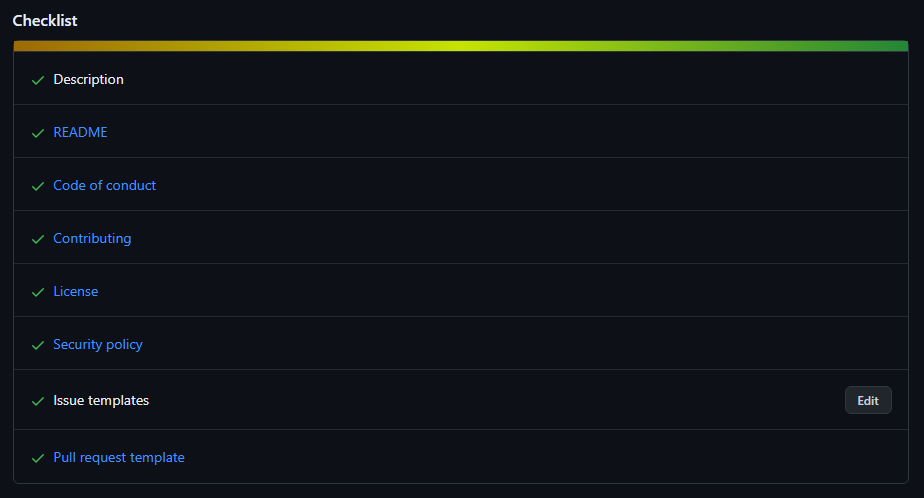 Checklist
Description
README
Code of conduct
Contributing
License
Security policy
Issue templates
Edit
Pull request template